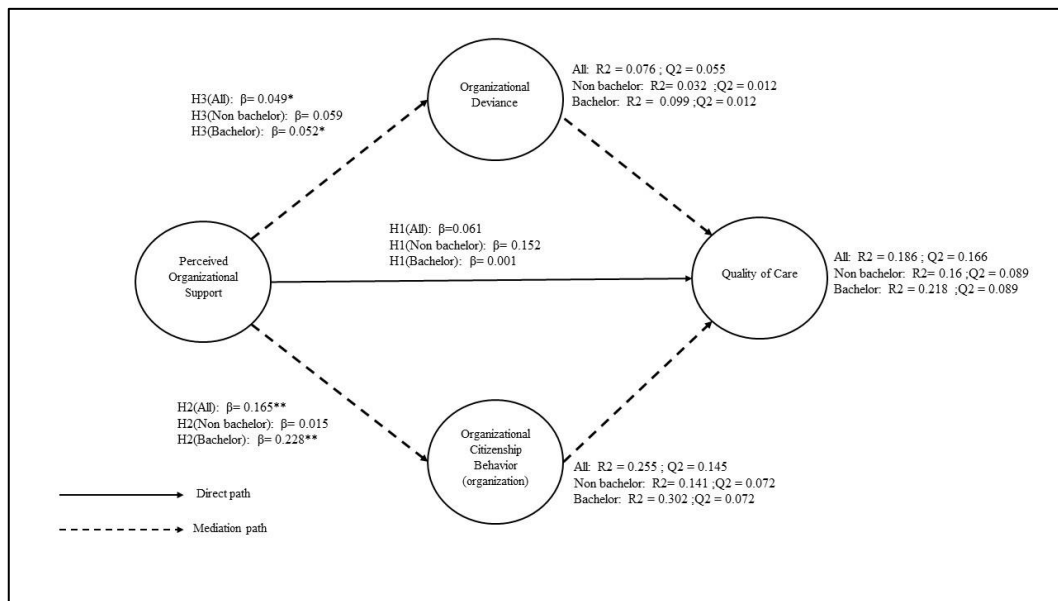 Organizational
Deviance
All: R2 = 0.076 ; Q2 = 0.055
Non bachelor: R2= 0.032 ;Q2 = 0.012
Bachelor: R2 = 0.099 ;Q2 = 0.012
H3(All): β= 0.049*
H3(Non bachelor): β= 0.059
H3(Bachelor): β= 0.052*
H1(All): β=0.061
H1(Non bachelor): β= 0.152
H1(Bachelor): β= 0.001
Perceived
Organizational
Support
Quality of Care
All: R2 = 0.186 ; Q2 = 0.166
Non bachelor: R2= 0.16 ;Q2 = 0.089
Bachelor: R2 = 0.218 ;Q2 = 0.089
H2(All): β= 0.165**
H2(Non bachelor): β= 0.015
H2(Bachelor): β= 0.228**
Organizational
Citizenship
Behavior
(organization)
All: R2 = 0.255 ; Q2 = 0.145
Non bachelor: R2= 0.141 ;Q2 = 0.072
Bachelor: R2 = 0.302 ;Q2 = 0.072
Direct path
Mediation path